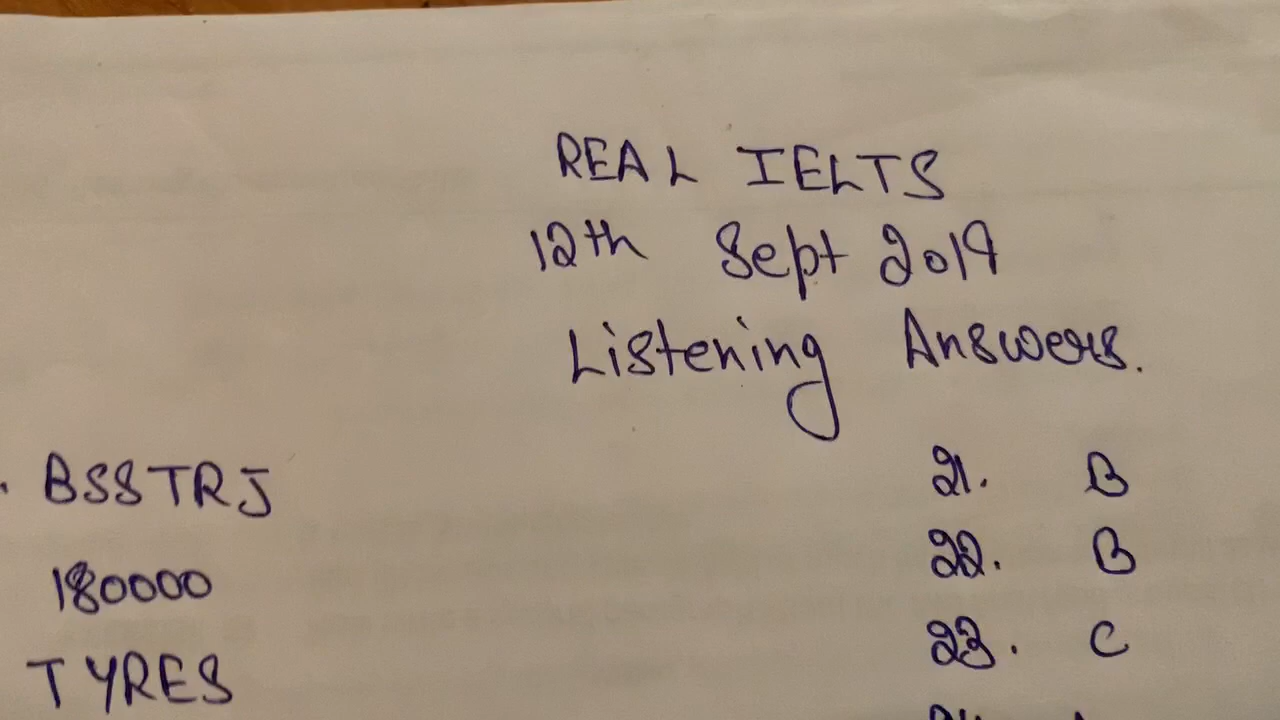 REAL IELTS
12th Sept 2019
Listening Answers.
. BSSTRJ
180000
TYRES
21. B
22. B
23. C